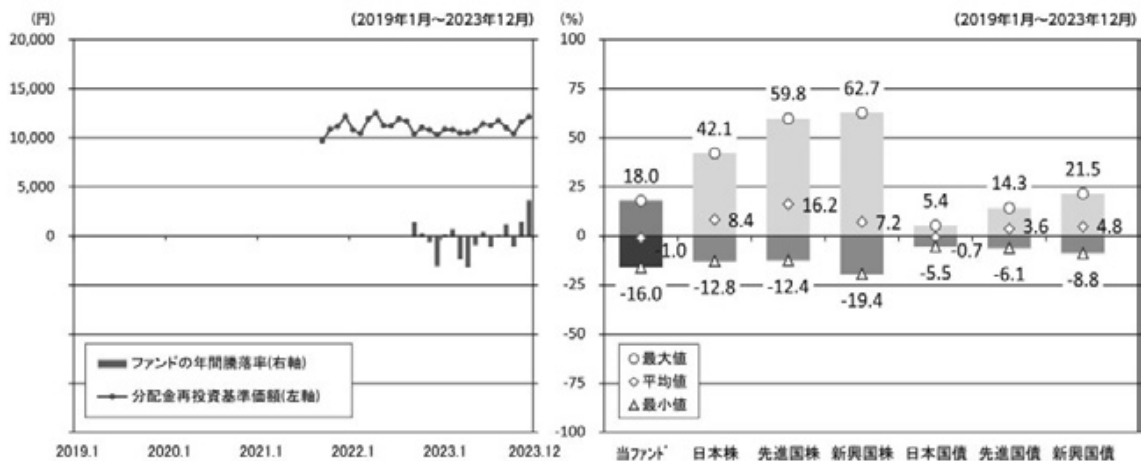 (円)
(2019年1月～2023年12月)
20,000
15,000
10,000
5,000
0
ファンドの年間騰落率(右軸)
分配金再投資基準価額(左軸)
2019.1 2020.1 2021.1 2022.1 2023.1 2023.12
(%)
(2019年1月～2023年12月)
100
75
50
25
0
-25
-50
-75
-100
18.0 42.1 59.8 62.7 5.4 14.3 21.5
-1.0 8.4 16.2 7.2 -0.7 3.6 4.8
-16.0 -12.8 -12.4 -19.4 -5.5 -6.1 -8.8
最大値
平均値
最小値
当ファンド 日本株 先進国株 新興国株 日本国債 先進国債 新興国債